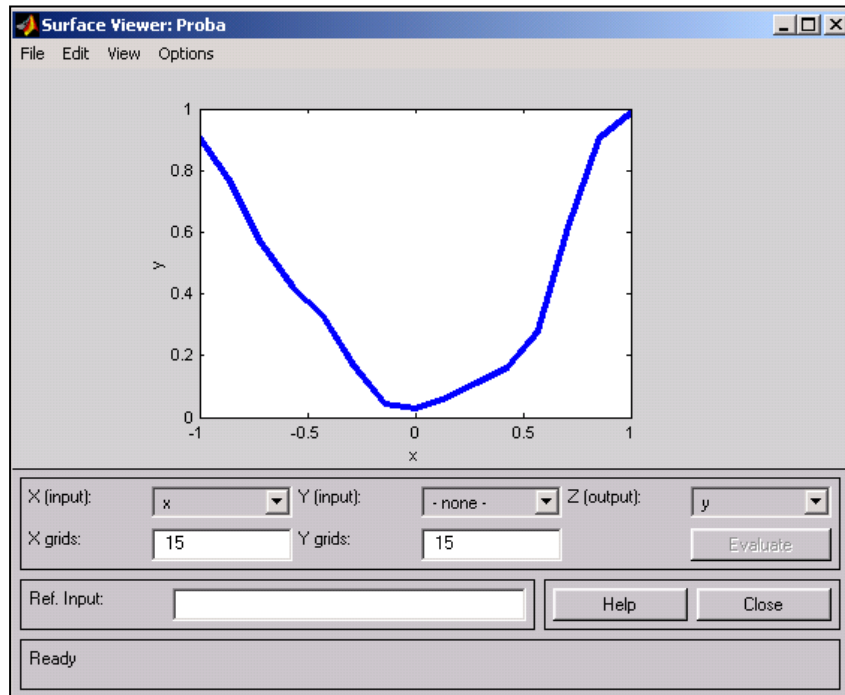 Surface Viewer: Proba
File Edit View Options
1
0.8
0.6
0.4
0.2
0
y
-1 -0.5 0 0.5 1
x
X (input): x Y (input): - none - Z (output): y
X grids: 15 Y grids: 15 Evaluate
Ref. Input: Help Close
Ready